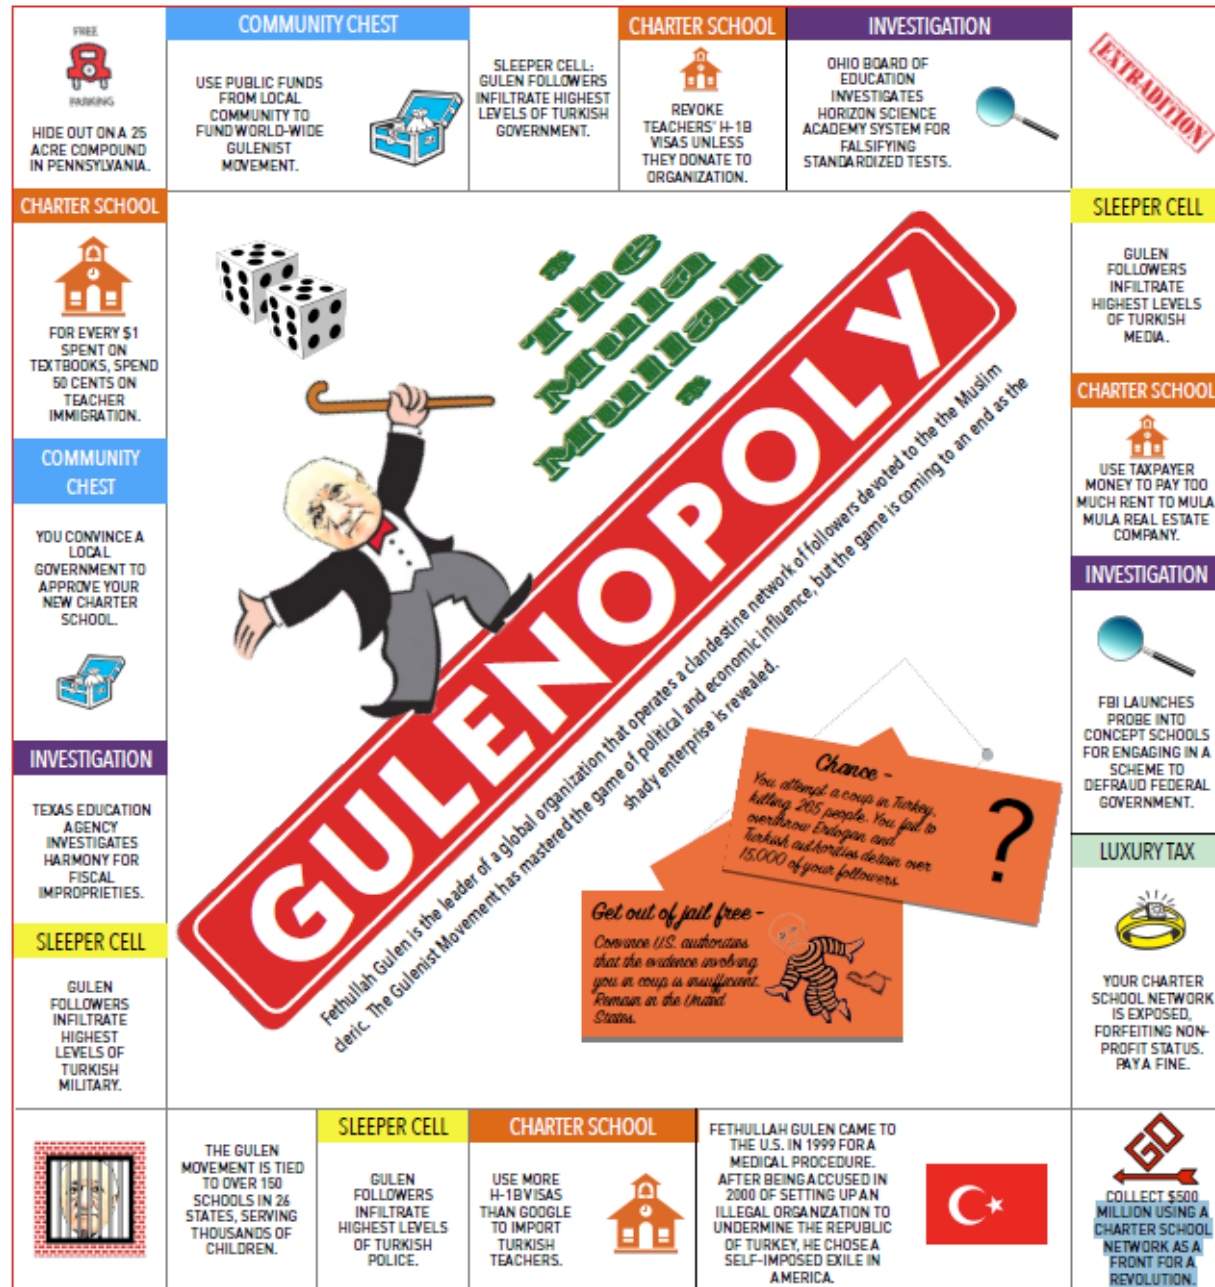 FREE
PARKING
HIDE OUT ON A 25
ACRE COMPOUND
IN PENNSYLVANIA.
COMMUNITY CHEST
USE PUBLIC FUNDS
FROM LOCAL
COMMUNITY TO
FUND WORLD-WIDE
GULENIST
MOVEMENT.
SLEEPER CELL:
GULEN FOLLOWERS
INFILTRATE HIGHEST
LEVELS OF TURKISH
GOVERNMENT.
CHARTER SCHOOL
REVOKE
TEACHERS' H-1B
VISAS UNLESS
THEY DONATE TO
ORGANIZATION.
INVESTIGATION
OHIO BOARD OF
EDUCATION
INVESTIGATES
HORIZON SCIENCE
ACADEMY SYSTEM FOR
FALSIFYING
STANDARDIZED TESTS.
EXTRADITION
CHARTER SCHOOL
FOR EVERY $1
SPENT ON
TEXTBOOKS, SPEND
50 CENTS ON
TEACHER
IMMIGRATION.
COMMUNITY
CHEST
YOU CONVINCE A
LOCAL
GOVERNMENT TO
APPROVE YOUR
NEW CHARTER
SCHOOL.
INVESTIGATION
TEXAS EDUCATION
AGENCY
INVESTIGATES
HARMONY FOR
FISCAL
IMPROPRIETIES.
SLEEPER CELL
GULEN
FOLLOWERS
INFILTRATE
HIGHEST
LEVELS OF
TURKISH
MILITARY.
"The
Mula
Mullah"
GULENOPOLY
Fethullah Gulen is the leader of a global organization that operates a clandestine network of followers devoted to the the Muslim
cleric. The Gulenist Movement has mastered the game of political and economic influence, but the game is coming to an end as the
shady enterprise is revealed.
Chance -
You attempt a coup in Turkey,
killing 265 people. You fail to
overthrow Erdogan and
Turkish authorities detain over
15,000 of your followers.
?
Get out of jail free -
Convince U.S. authorities
that the evidence involving
you in coup is insufficient.
Remain in the United
States.
SLEEPER CELL
GULEN
FOLLOWERS
INFILTRATE
HIGHEST LEVELS
OF TURKISH
MEDIA.
CHARTER SCHOOL
USE TAXPAYER
MONEY TO PAY TOO
MUCH RENT TO MULA
MULA REAL ESTATE
COMPANY.
INVESTIGATION
FBI LAUNCHES
PROBE INTO
CONCEPT SCHOOLS
FOR ENGAGING IN A
SCHEME TO
DEFRAUD FEDERAL
GOVERNMENT.
LUXURY TAX
YOUR CHARTER
SCHOOL NETWORK
IS EXPOSED,
FORFEITING NON-
PROFIT STATUS.
PAY A FINE.
THE GULEN
MOVEMENT IS TIED
TO OVER 150
SCHOOLS IN 26
STATES, SERVING
THOUSANDS OF
CHILDREN.
SLEEPER CELL
GULEN
FOLLOWERS
INFILTRATE
HIGHEST LEVELS
OF TURKISH
POLICE.
CHARTER SCHOOL
USE MORE
H-1B VISAS
THAN GOOGLE
TO IMPORT
TURKISH
TEACHERS.
FETHULLAH GULEN CAME TO
THE U.S. IN 1999 FOR A
MEDICAL PROCEDURE.
AFTER BEING ACCUSED IN
2000 OF SETTING UP AN
ILLEGAL ORGANIZATION TO
UNDERMINE THE REPUBLIC
OF TURKEY, HE CHOSE A
SELF-IMPOSED EXILE IN
AMERICA.
GO
COLLECT $500
MILLION USING A
CHARTER SCHOOL
NETWORK AS A
FRONT FOR A
REVOLUTION.